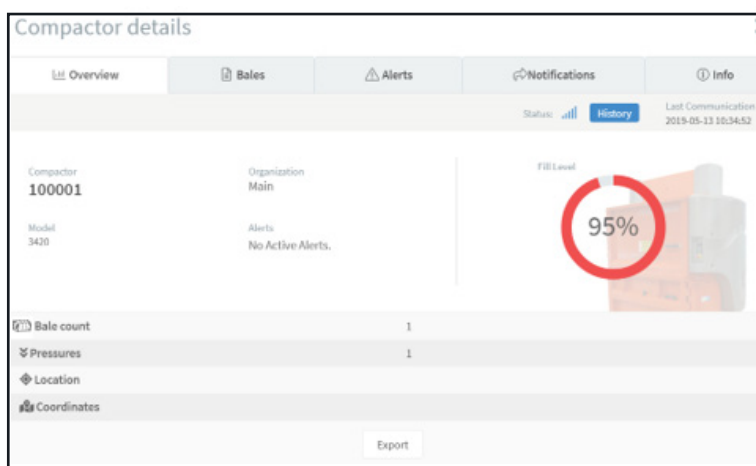 Compactor details
Overview Bales Alerts Notifications Info
Status: History Last Communication
2019-05-13 10:34:52
Compactor Organization Fill Level
100001 Main
95%
Model Alerts
3420 No Active Alerts.
Bale count 1
Pressures 1
Location
Coordinates
Export